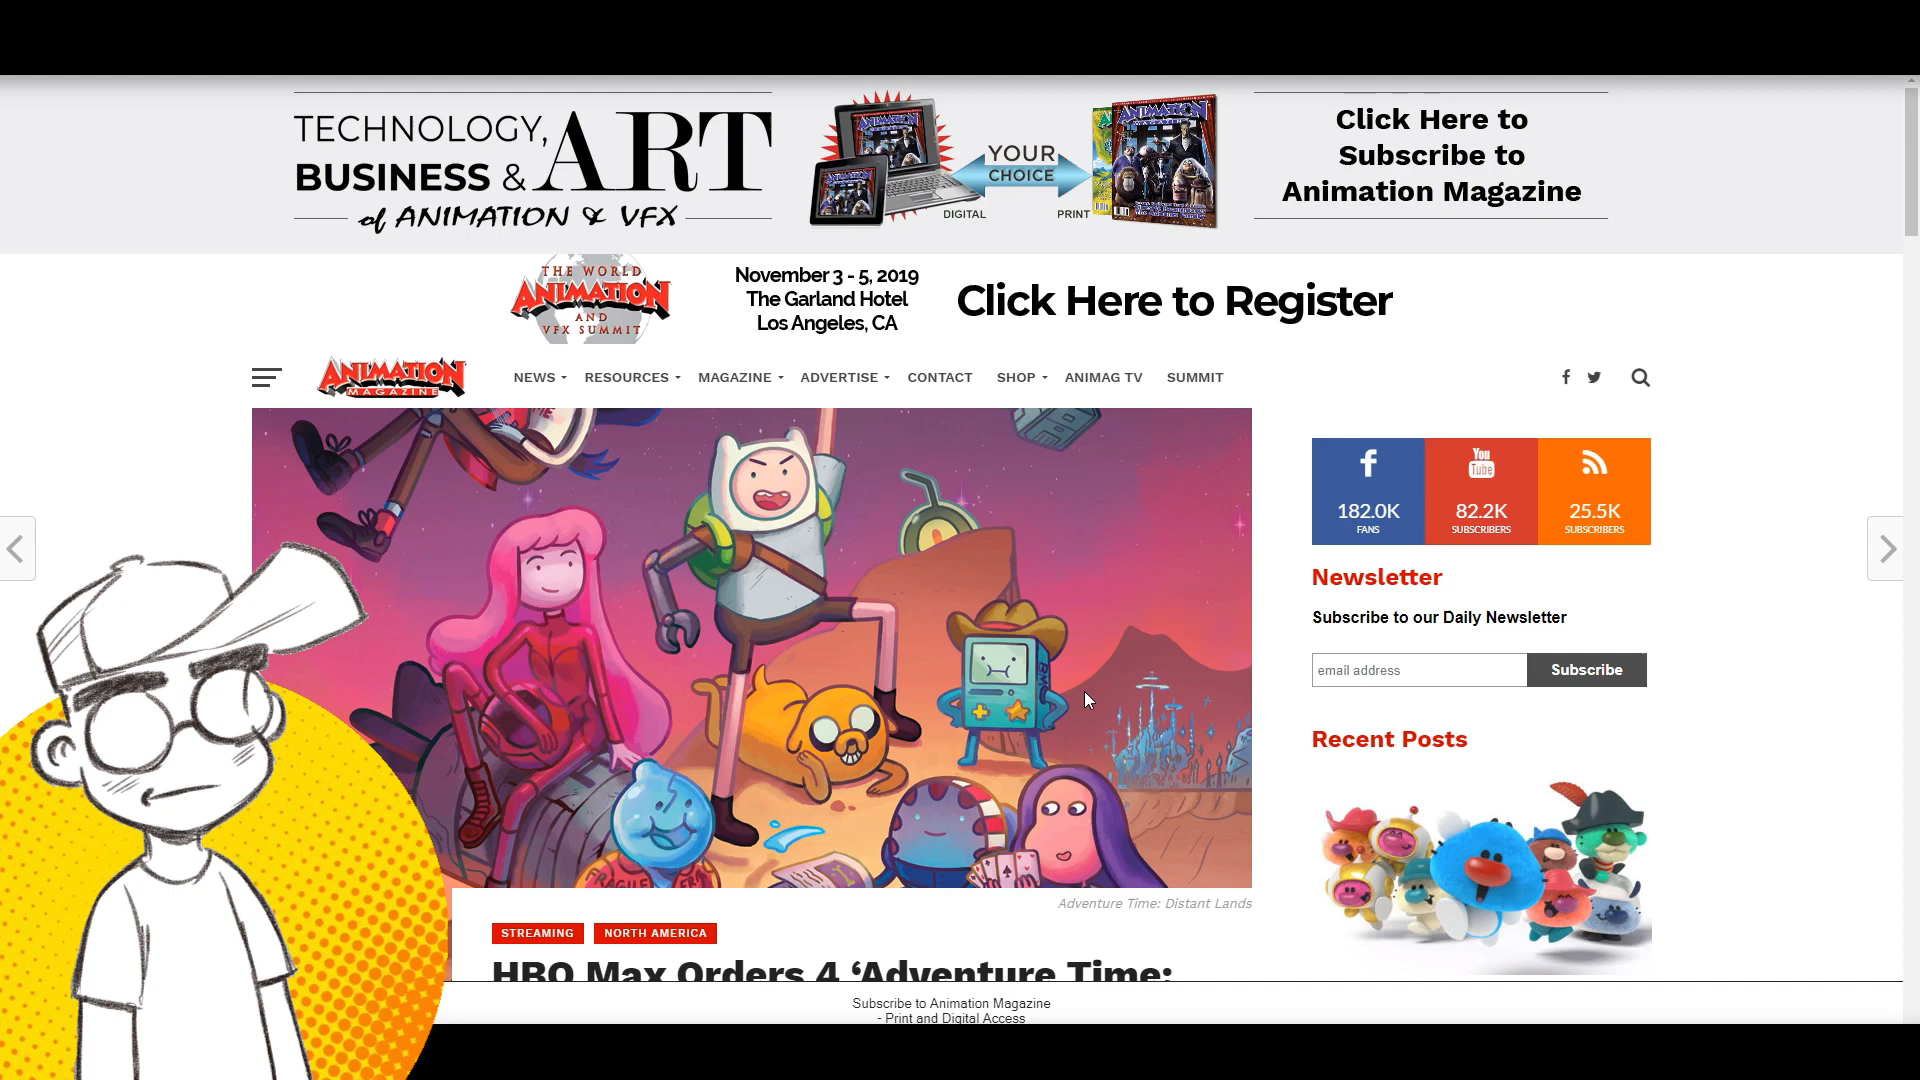 TECHNOLOGY,
BUSINESS & ART
of ANIMATION & VFX
YOUR
CHOICE
DIGITAL
PRINT
ANIMATION
Click Here to
Subscribe to
Animation Magazine
THE WORLD
ANIMATION
AND
VFX SUMMIT
November 3 - 5, 2019
The Garland Hotel
Los Angeles, CA
Click Here to Register
ANIMATION
MAGAZINE
NEWS
RESOURCES
MAGAZINE
ADVERTISE
CONTACT
SHOP
ANIMAG TV
SUMMIT
You
Tube
182.0K
FANS
82.2K
SUBSCRIBERS
25.5K
SUBSCRIBERS
Newsletter
Subscribe to our Daily Newsletter
email address
Subscribe
Recent Posts
BMO
FRAGILE
Adventure Time: Distant Lands
STREAMING
NORTH AMERICA
HBO Max Orders 4 ‘Adventure Time:
Subscribe to Animation Magazine
- Print and Digital Access